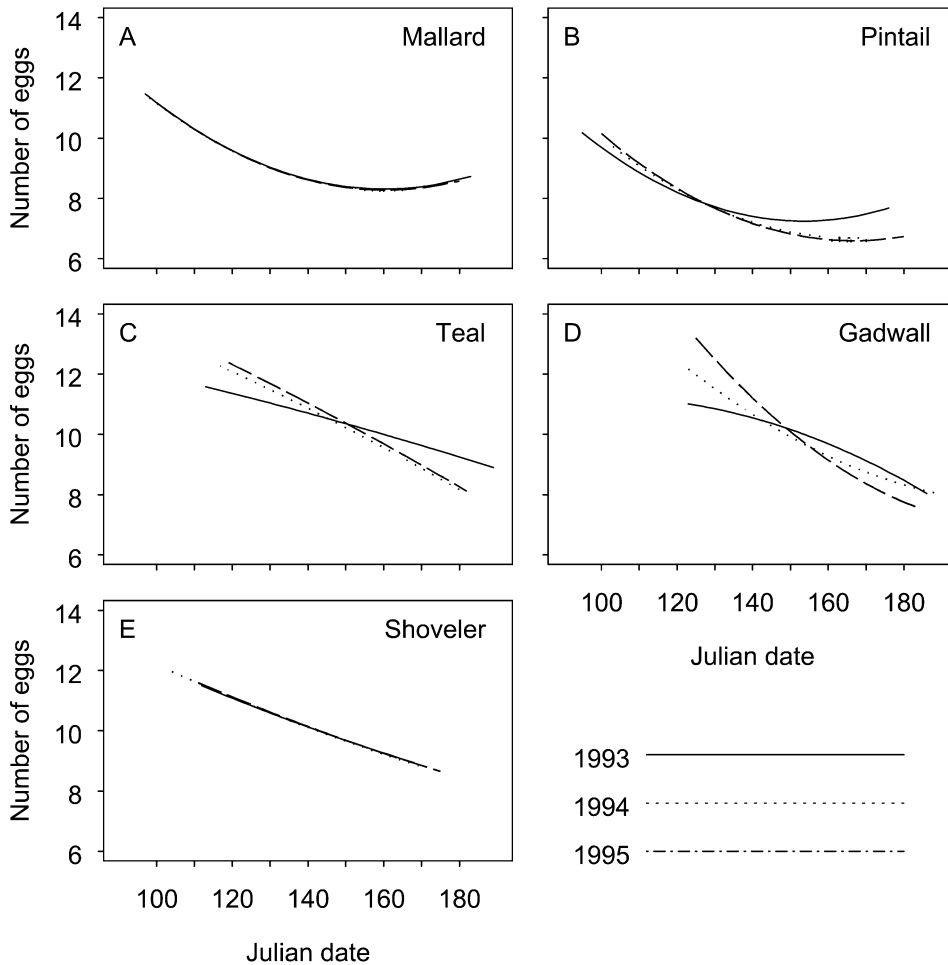 14
12
10
8
6
Number of eggs
A
Mallard
B
Pintail
14
12
10
8
6
Number of eggs
C
Teal
D
Gadwall
100 120 140 160 180
Julian date
14
12
10
8
6
Number of eggs
E
Shoveler
100 120 140 160 180
Julian date
1993
1994
1995